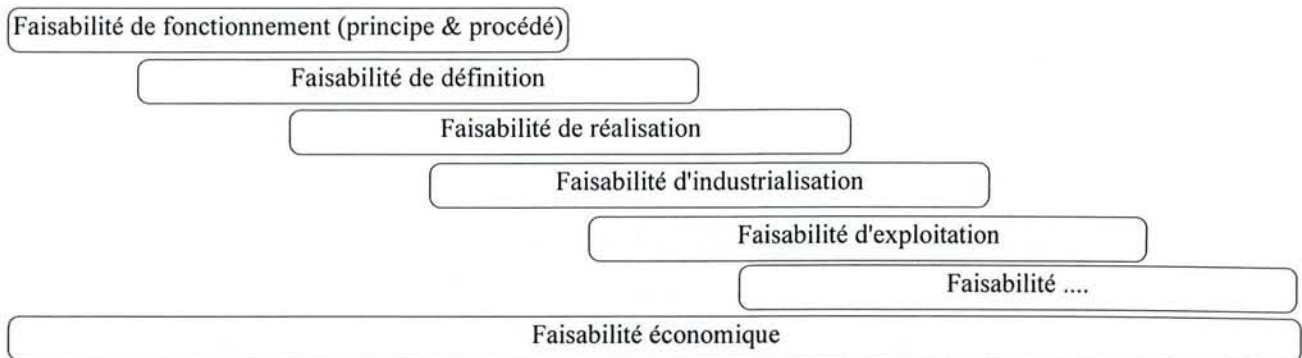 Faisabilité de fonctionnement (principe & procédé)
Faisabilité de définition
Faisabilité de réalisation
Faisabilité d'industrialisation
Faisabilité d'exploitation
Faisabilité ....
Faisabilité économique